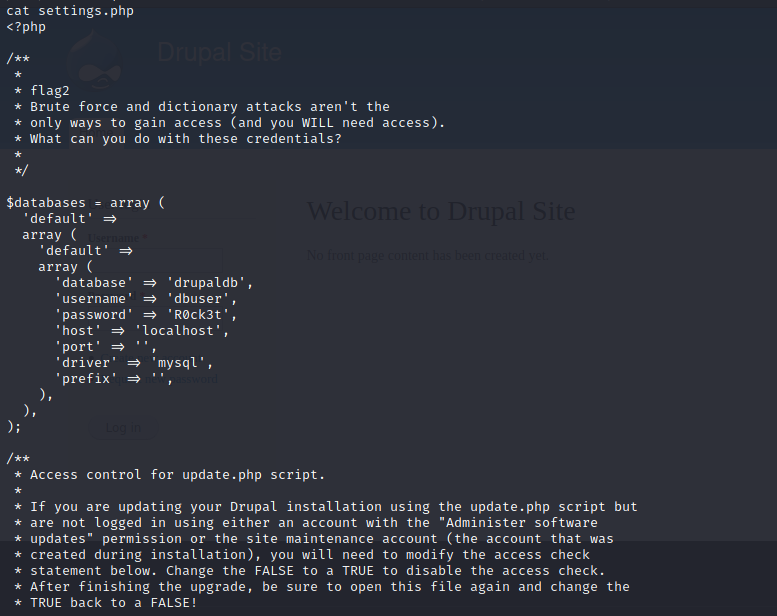 cat settings.php
<?php
/**
 *
 * flag2
 * Brute force and dictionary attacks aren't the
 * only ways to gain access (and you WILL need access).
 * What can you do with these credentials?
 *
 */
$databases = array (
  'default' =>
  array (
    'default' =>
    array (
      'database' => 'drupaldb',
      'username' => 'dbuser',
      'password' => 'R0ck3t',
      'host' => 'localhost',
      'port' => '',
      'driver' => 'mysql',
      'prefix' => '',
    ),
  ),
);
/**
 * Access control for update.php script.
 *
 * If you are updating your Drupal installation using the update.php script but
 * are not logged in using either an account with the "Administer software
 * updates" permission or the site maintenance account (the account that was
 * created during installation), you will need to modify the access check
 * statement below. Change the FALSE to a TRUE to disable the access check.
 * After finishing the upgrade, be sure to open this file again and change the
 * TRUE back to a FALSE!
Drupal Site
Welcome to Drupal Site
No front page content has been created yet.
Username *
Log in